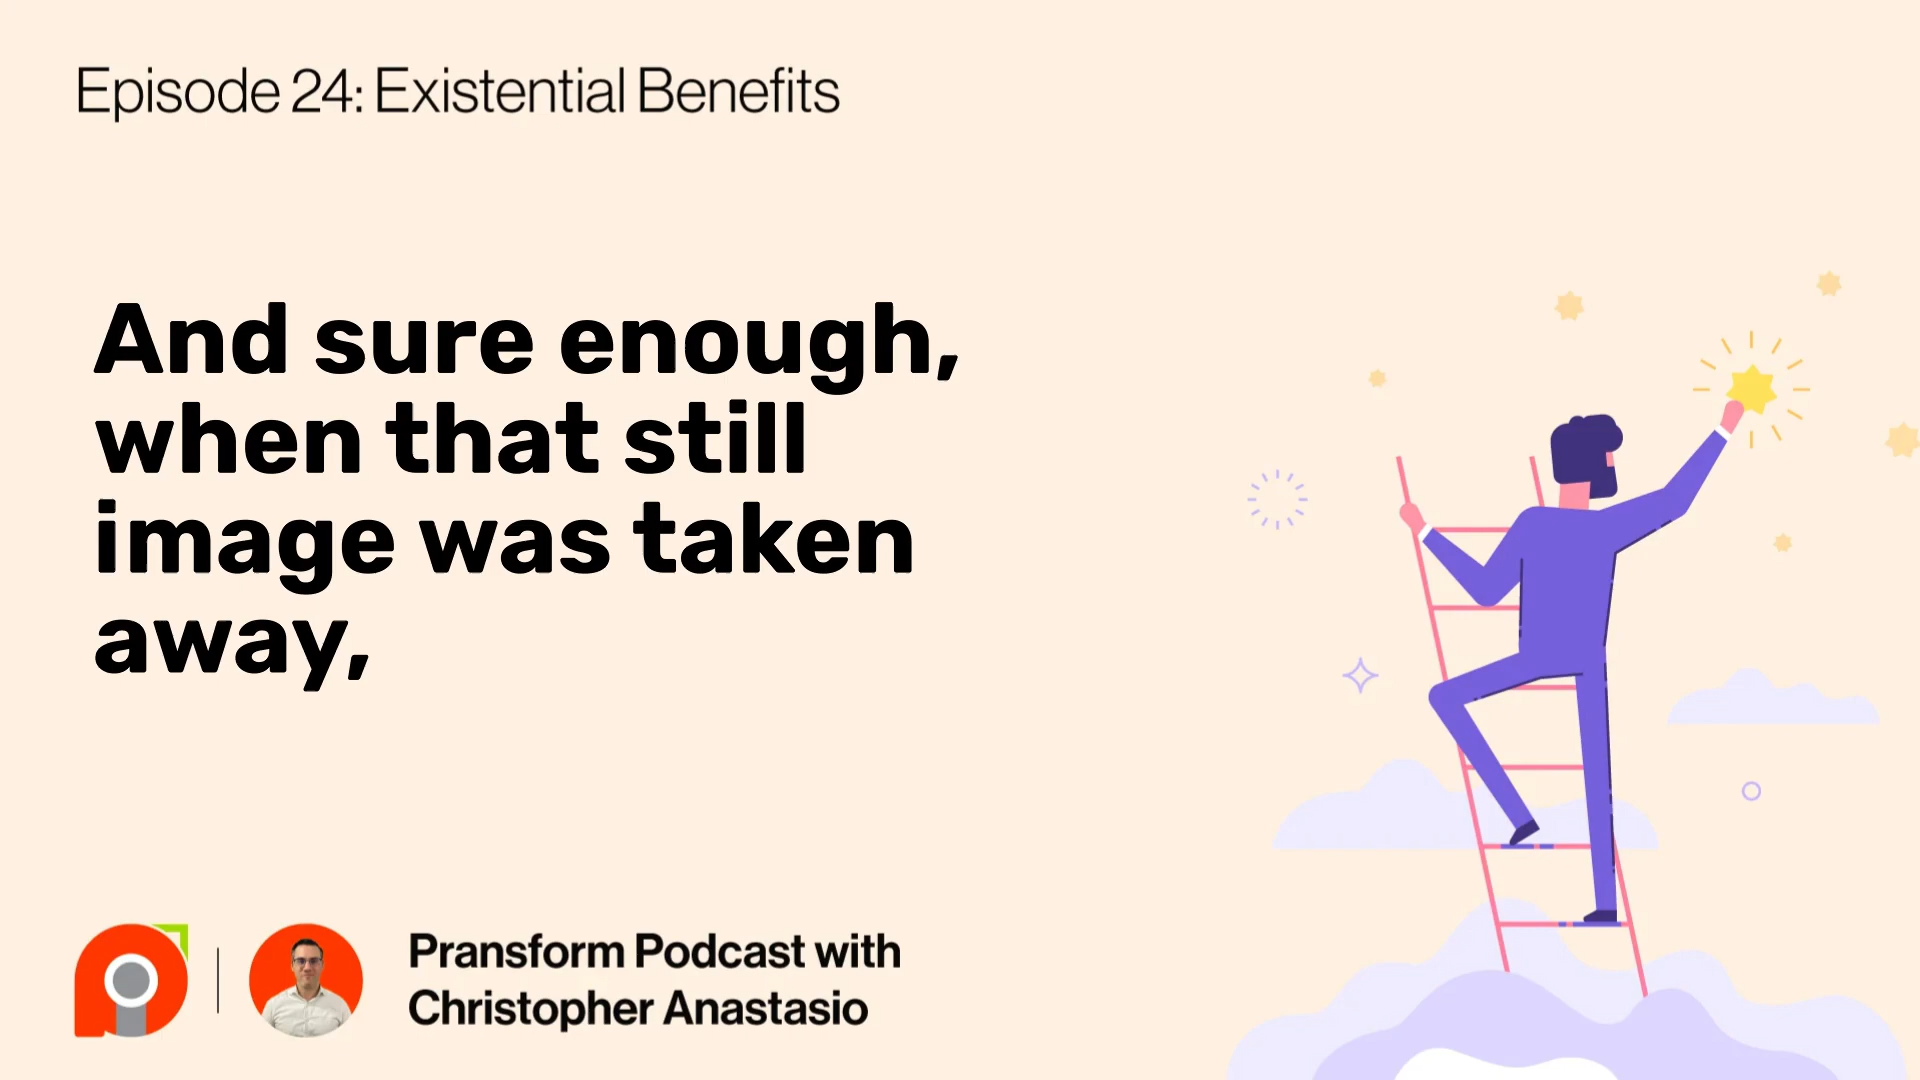 Episode 24: Existential Benefits
And sure enough,
when that still
image was taken
away,
Pransform Podcast with
Christopher Anastasio